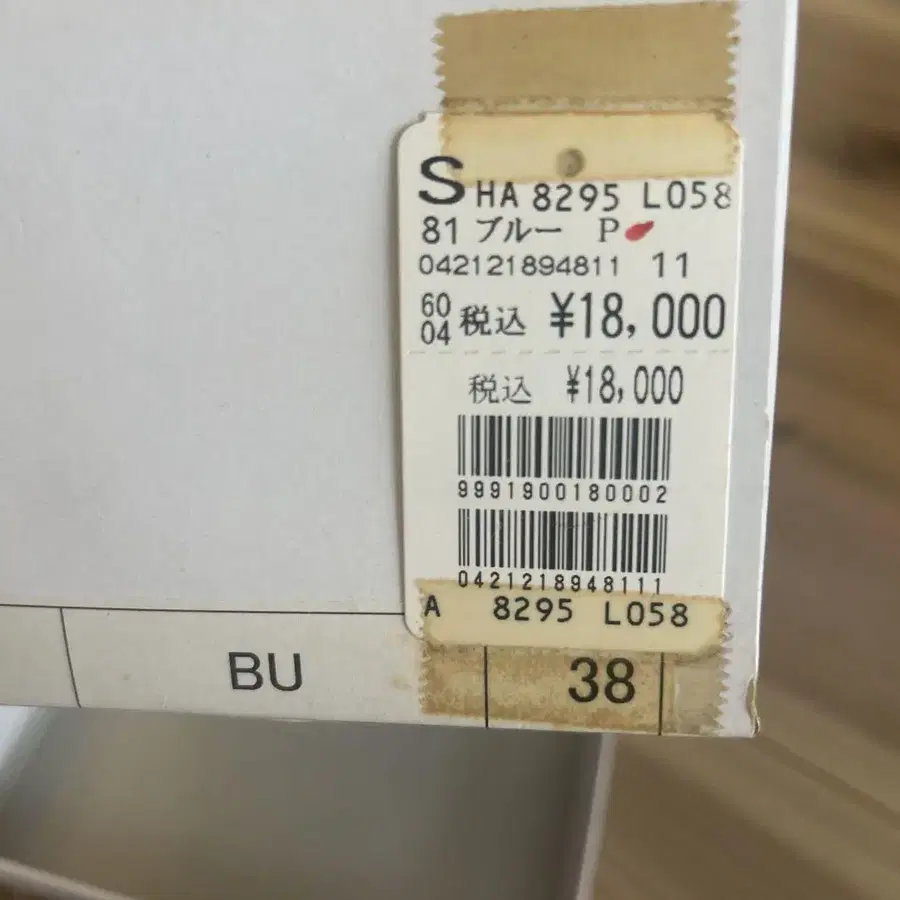 S HA 8295 L058
81 ブルー P
042121894811 11
60
04 税込 ¥18,000
税込 ¥18,000
9991900180002
0421218948111
A 8295 L058
BU 38